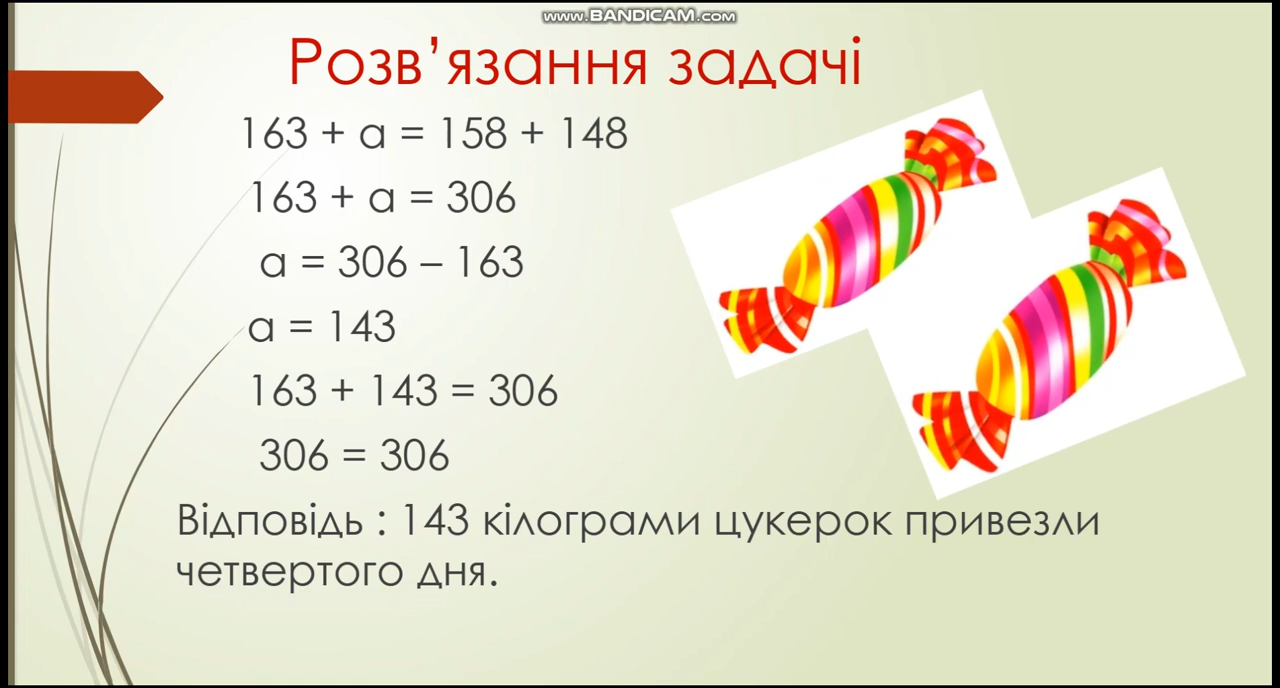 www.BANDICAM.com
Розв’язання задачі
163 + а = 158 + 148
163 + а = 306
а = 306 – 163
а = 143
163 + 143 = 306
306 = 306
Відповідь : 143 кілограми цукерок привезли
четвертого дня.